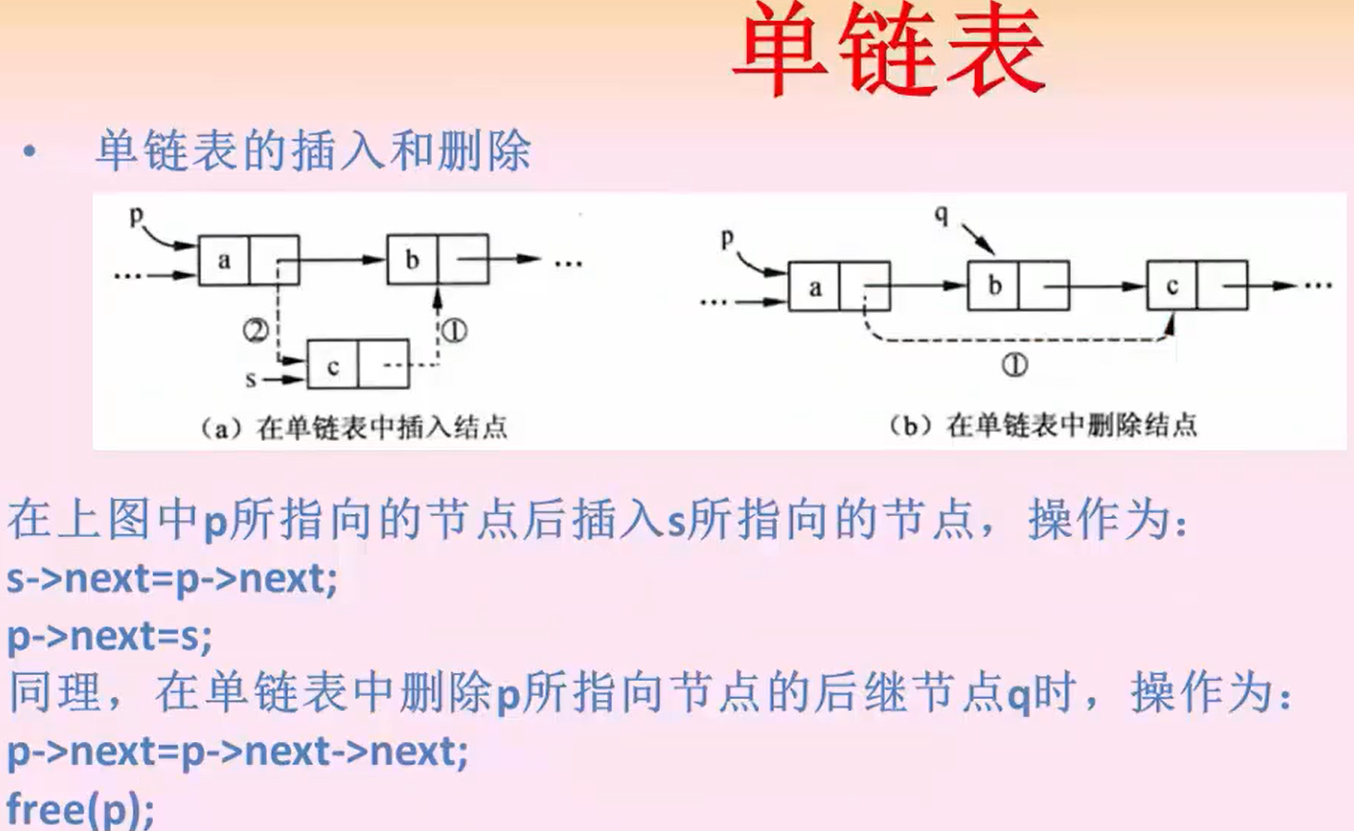 单链表
• 单链表的插入和删除
p
a
b
…
…
②
①
s
c
(a) 在单链表中插入结点
q
p
a
b
c
…
…
①
(b) 在单链表中删除结点
在上图中p所指向的节点后插入s所指向的节点，操作为：
s->next=p->next;
p->next=s;
同理，在单链表中删除p所指向节点的后继节点q时，操作为：
p->next=p->next->next;
free(p);